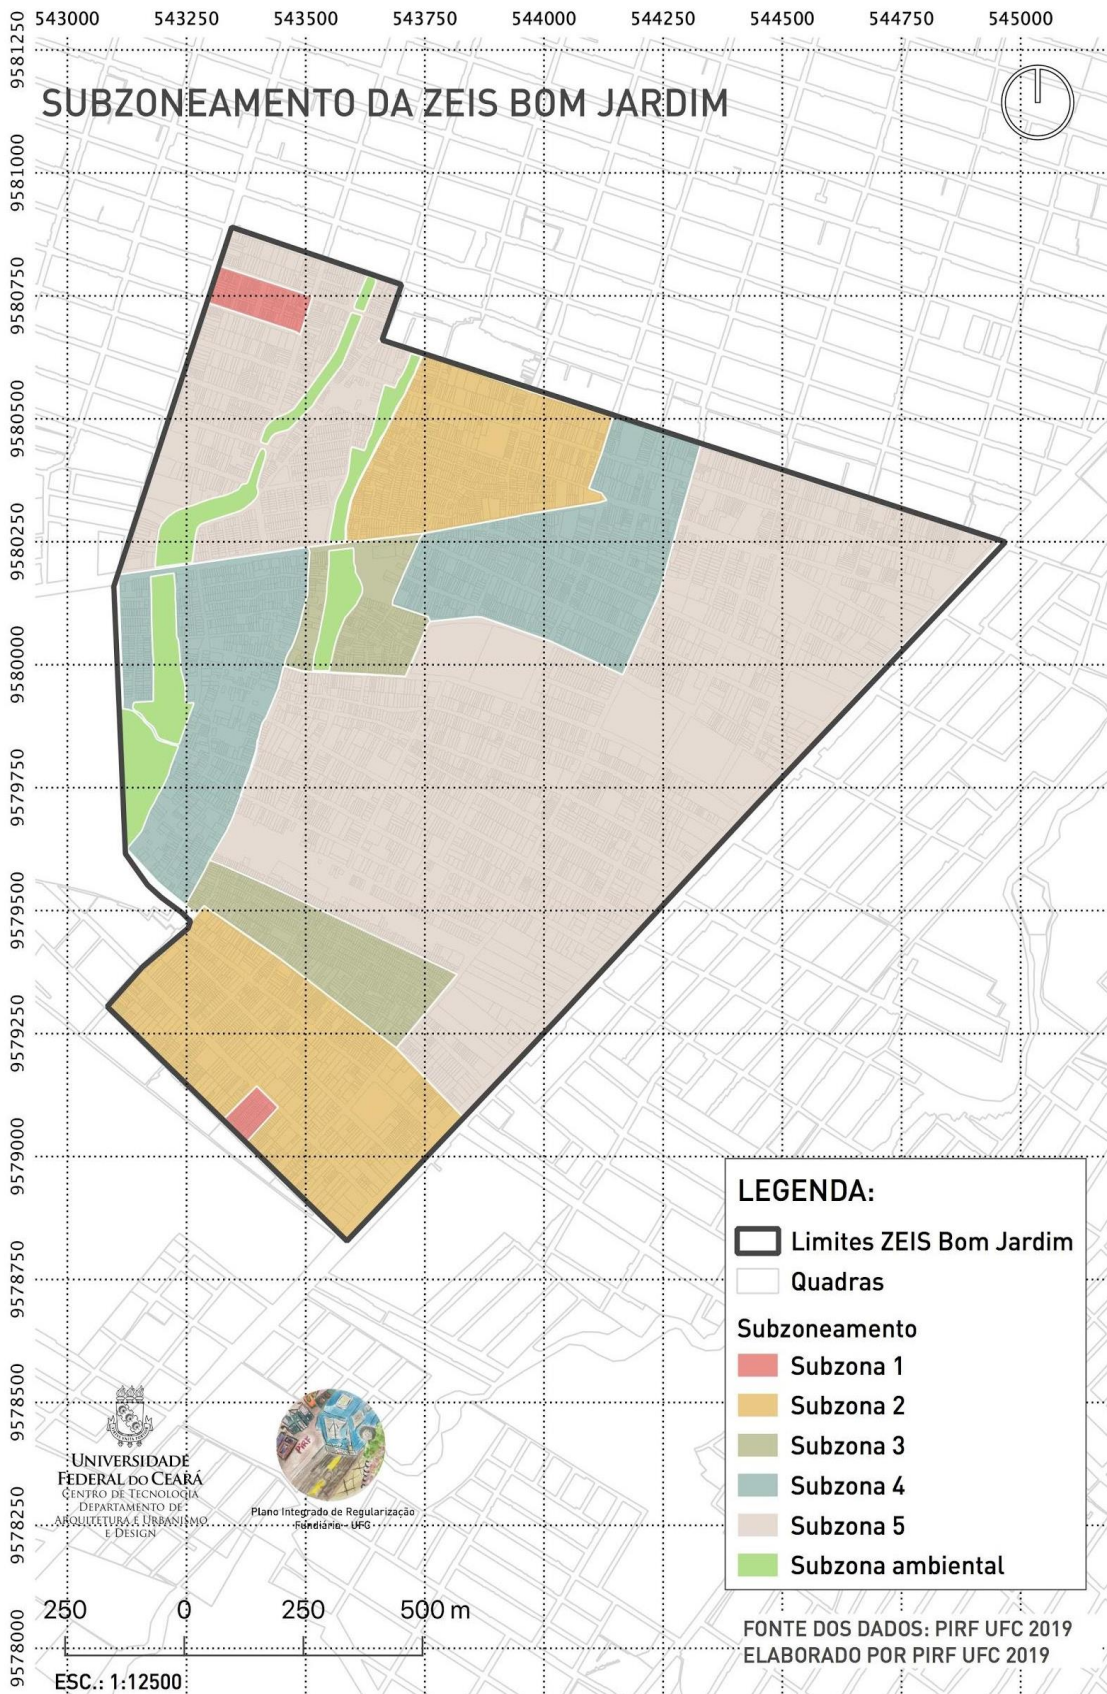 543000 543250 543500 543750 544000 544250 544500 544750 545000
9581250
SUBZONEAMENTO DA ZEIS BOM JARDIM
9581000
9580750
9580500
9580250
9580000
9579750
9579500
9579250
9579000
9578750
9578500
9578250
9578000
LEGENDA:
Limites ZEIS Bom Jardim
Quadras
Subzoneamento
Subzona 1
Subzona 2
Subzona 3
Subzona 4
Subzona 5
Subzona ambiental
UNIVERSIDADE
FEDERAL DO CEARÁ
CENTRO DE TECNOLOGIA
DEPARTAMENTO DE
ARQUITETURA E URBANISMO
E DESIGN
PIRF
Plano Integrado de Regularização
Fundiária - UFC
250 0 250 500 m
ESC.: 1:12500
FONTE DOS DADOS: PIRF UFC 2019
ELABORADO POR PIRF UFC 2019